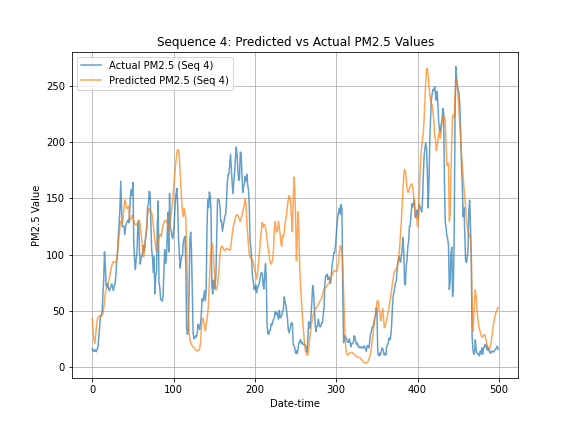 Sequence 4: Predicted vs Actual PM2.5 Values
Actual PM2.5 (Seq 4)
Predicted PM2.5 (Seq 4)
PM2.5 Value
250
200
150
100
50
0
0 100 200 300 400 500
Date-time